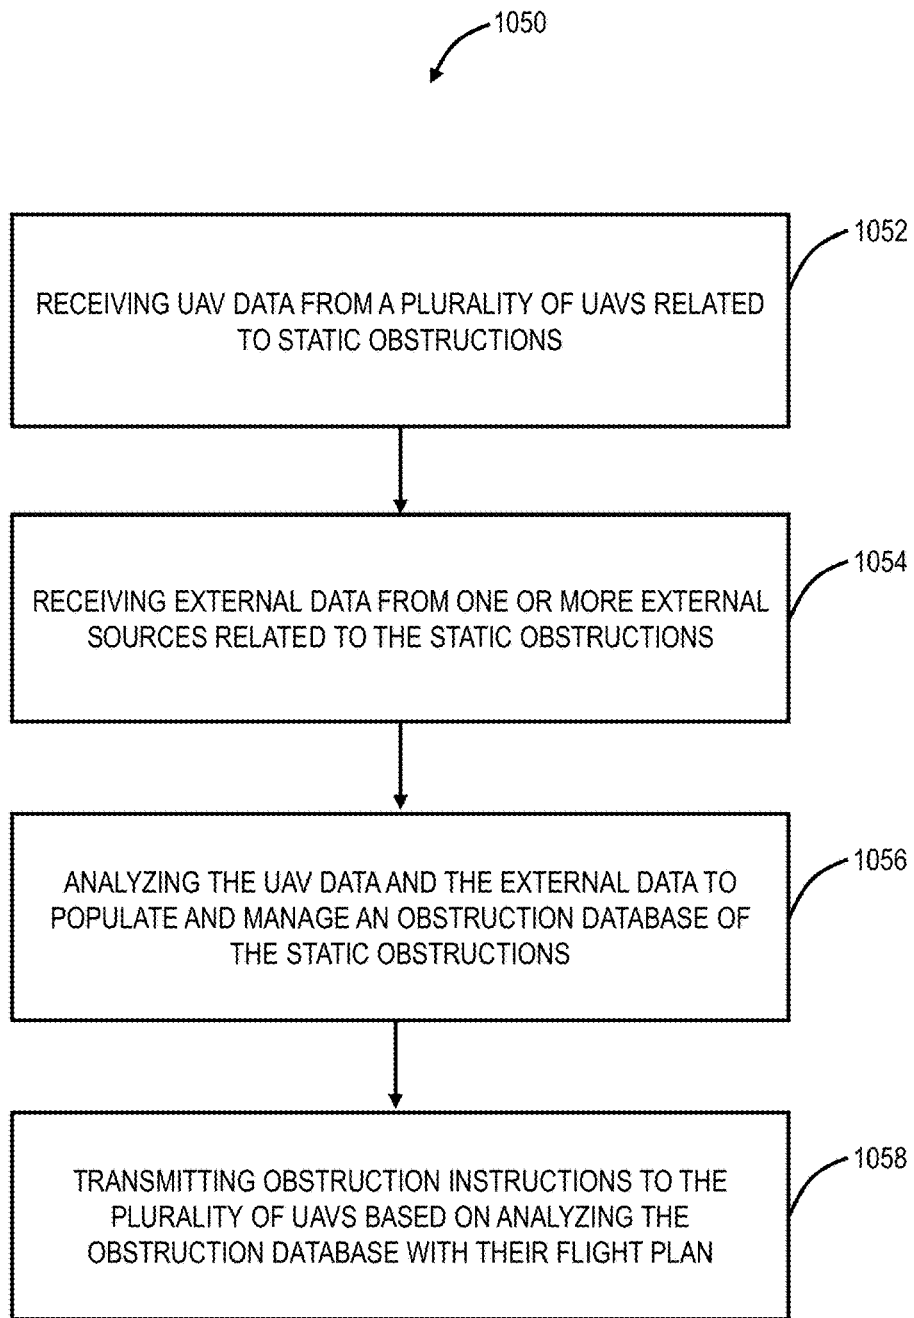 1050
1052
RECEIVING UAV DATA FROM A PLURALITY OF UAVS RELATED
TO STATIC OBSTRUCTIONS
1054
RECEIVING EXTERNAL DATA FROM ONE OR MORE EXTERNAL
SOURCES RELATED TO THE STATIC OBSTRUCTIONS
1056
ANALYZING THE UAV DATA AND THE EXTERNAL DATA TO
POPULATE AND MANAGE AN OBSTRUCTION DATABASE OF
THE STATIC OBSTRUCTIONS
1058
TRANSMITTING OBSTRUCTION INSTRUCTIONS TO THE
PLURALITY OF UAVS BASED ON ANALYZING THE
OBSTRUCTION DATABASE WITH THEIR FLIGHT PLAN